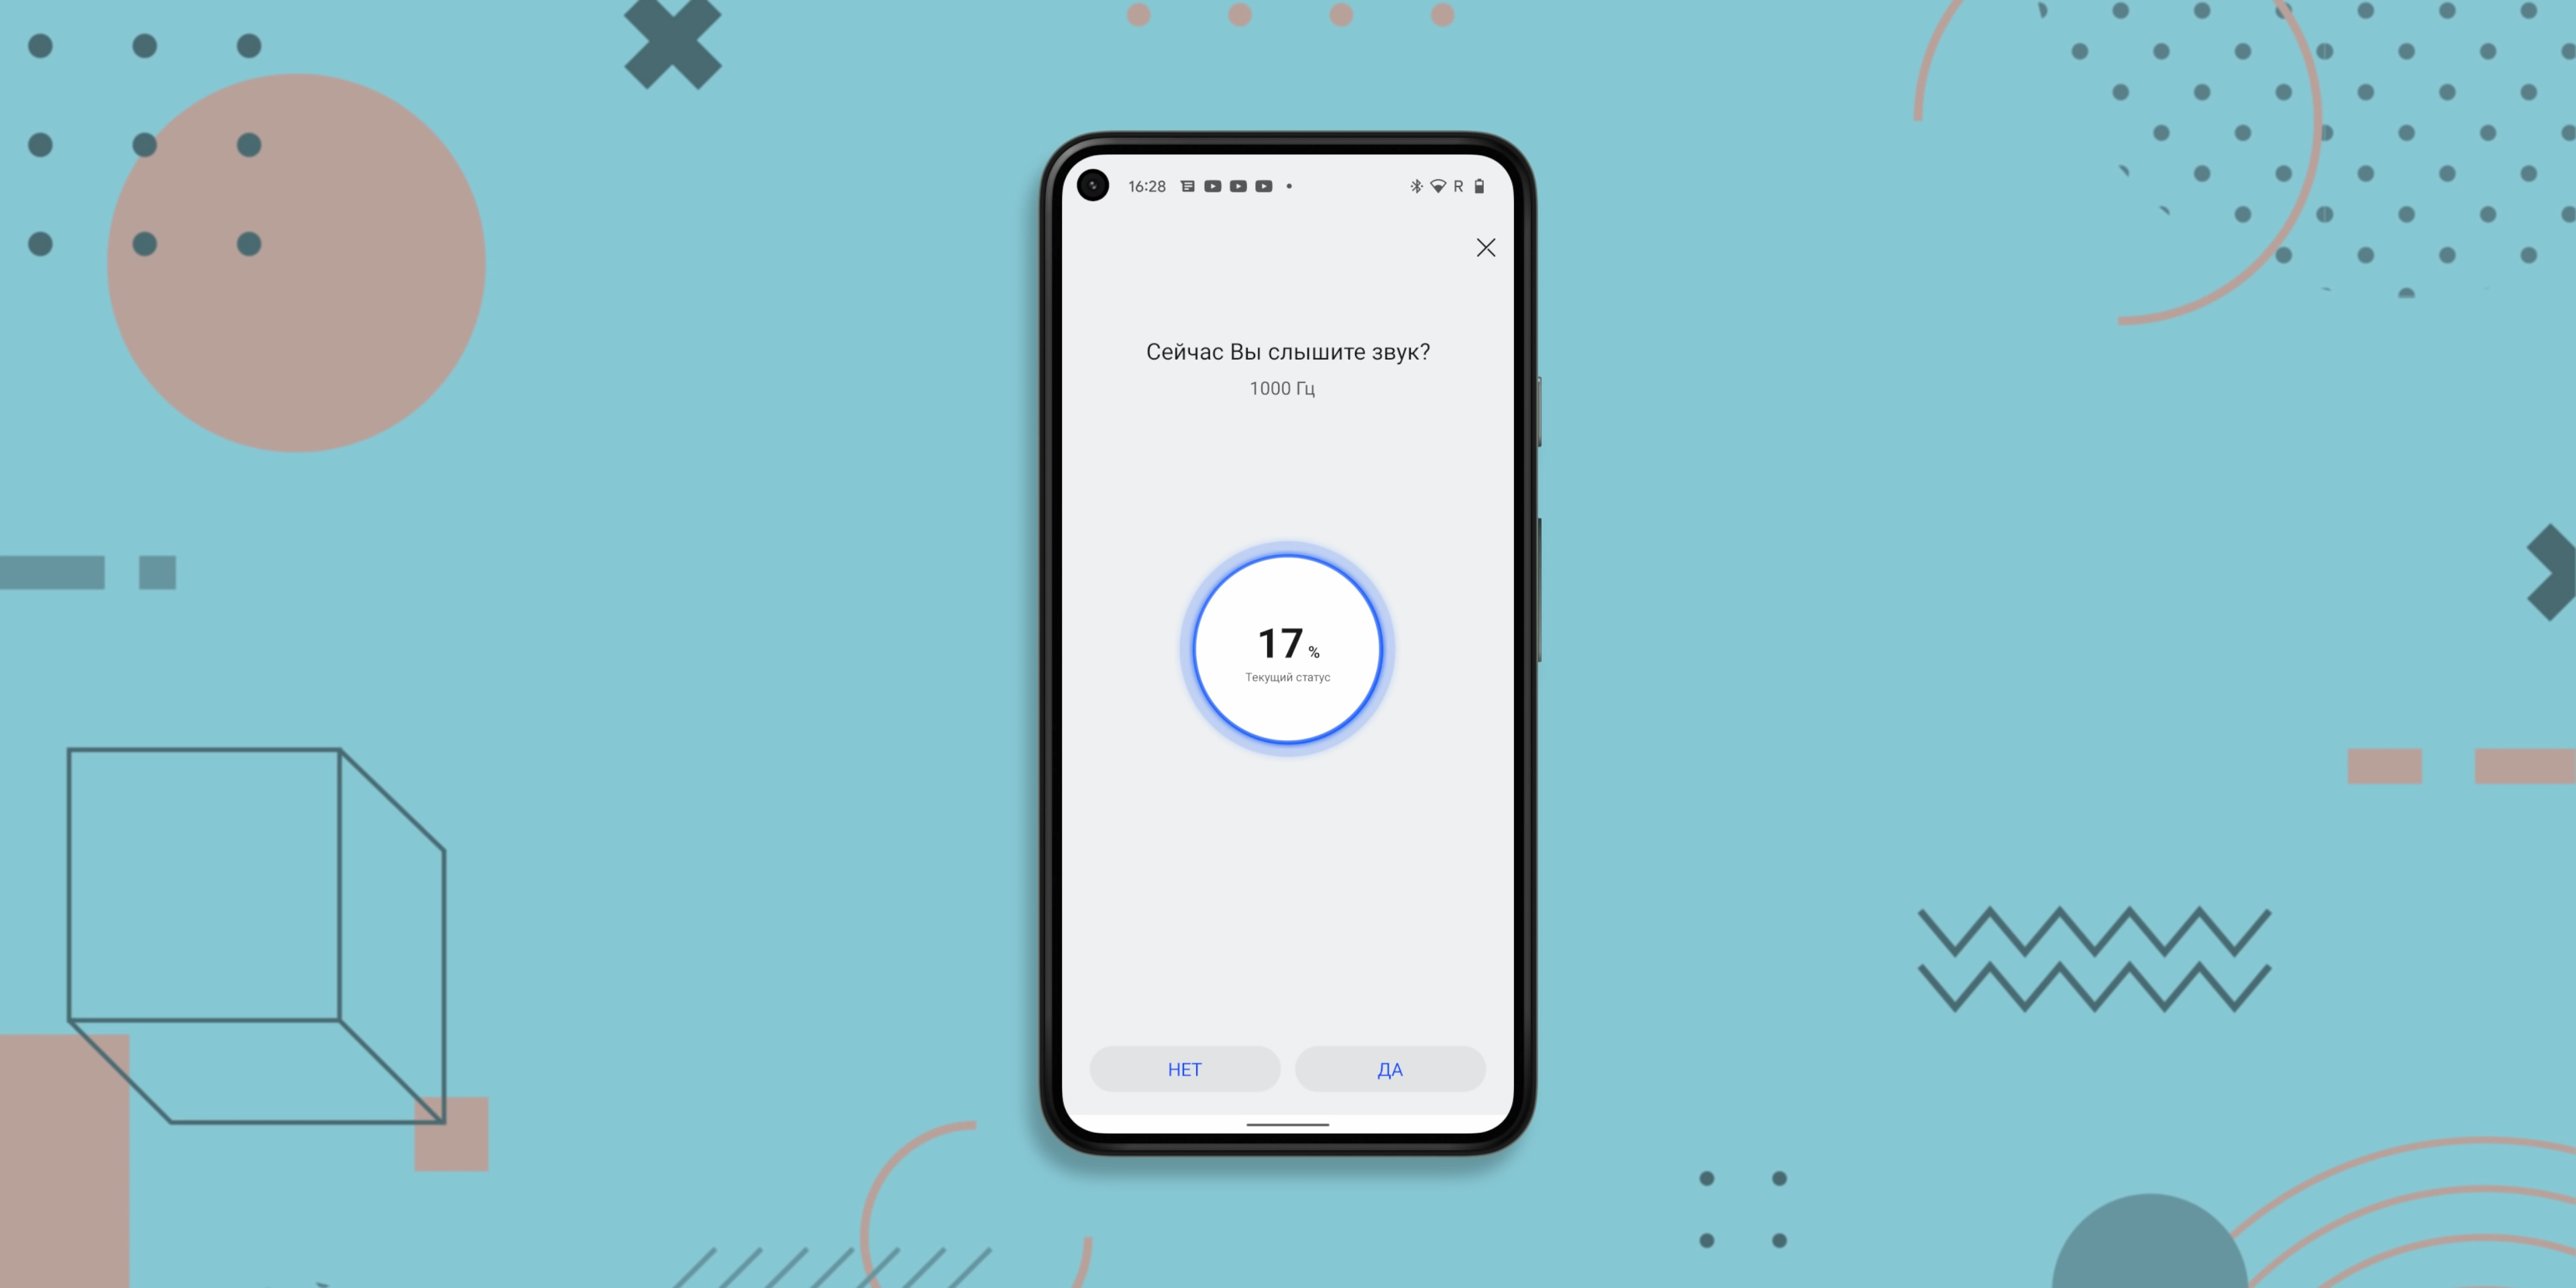 16:28 R
Сейчас Вы слышите звук?
1000 Гц
17 %
Текущий статус
НЕТ ДА